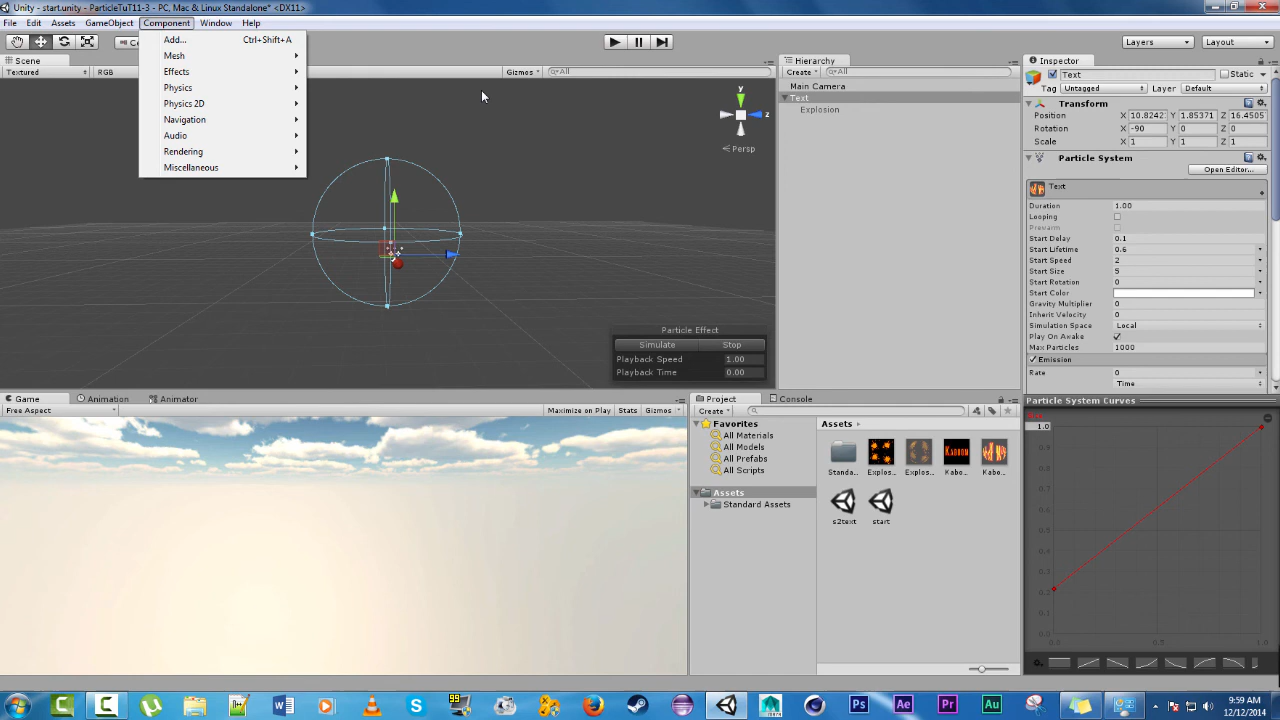 Unity - start.unity - ParticleTuT11-3 - PC, Mac & Linux Standalone* <DX11>
File Edit Assets GameObject Component Window Help
Add... Ctrl+Shift+A
Mesh
Effects
Physics
Physics 2D
Navigation
Audio
Rendering
Miscellaneous
Layers Layout
Scene
Textured RGB Gizmos All
y
z
Persp
Particle Effect
Simulate Stop
Playback Speed 1.00
Playback Time 0.00
Hierarchy
Create All
Main Camera
Text
Explosion
Inspector
Text Static
Tag Untagged Layer Default
Transform
Position X 10.8242 Y 1.85371 Z 16.4505
Rotation X -90 Y 0 Z 0
Scale X 1 Y 1 Z 1
Particle System
Open Editor...
Text
Duration 1.00
Looping
Prewarm
Start Delay 0.1
Start Lifetime 0.6
Start Speed 2
Start Size 5
Start Rotation 0
Start Color
Gravity Multiplier 0
Inherit Velocity 0
Simulation Space Local
Play On Awake
Max Particles 1000
Emission
Rate 0
Time
Game Animation Animator
Free Aspect Maximize on Play Stats Gizmos
Project Console
Create
Favorites
All Materials
All Models
All Prefabs
All Scripts
Assets
Standard Assets
Assets
Standa.. Explos.. Explos.. Kabo.. Kabo..
s2text start
Particle System Curves
1.0
0.9
0.8
0.7
0.6
0.5
0.4
0.3
0.2
0.1
0.0
1.0
9:59 AM
12/12/2014